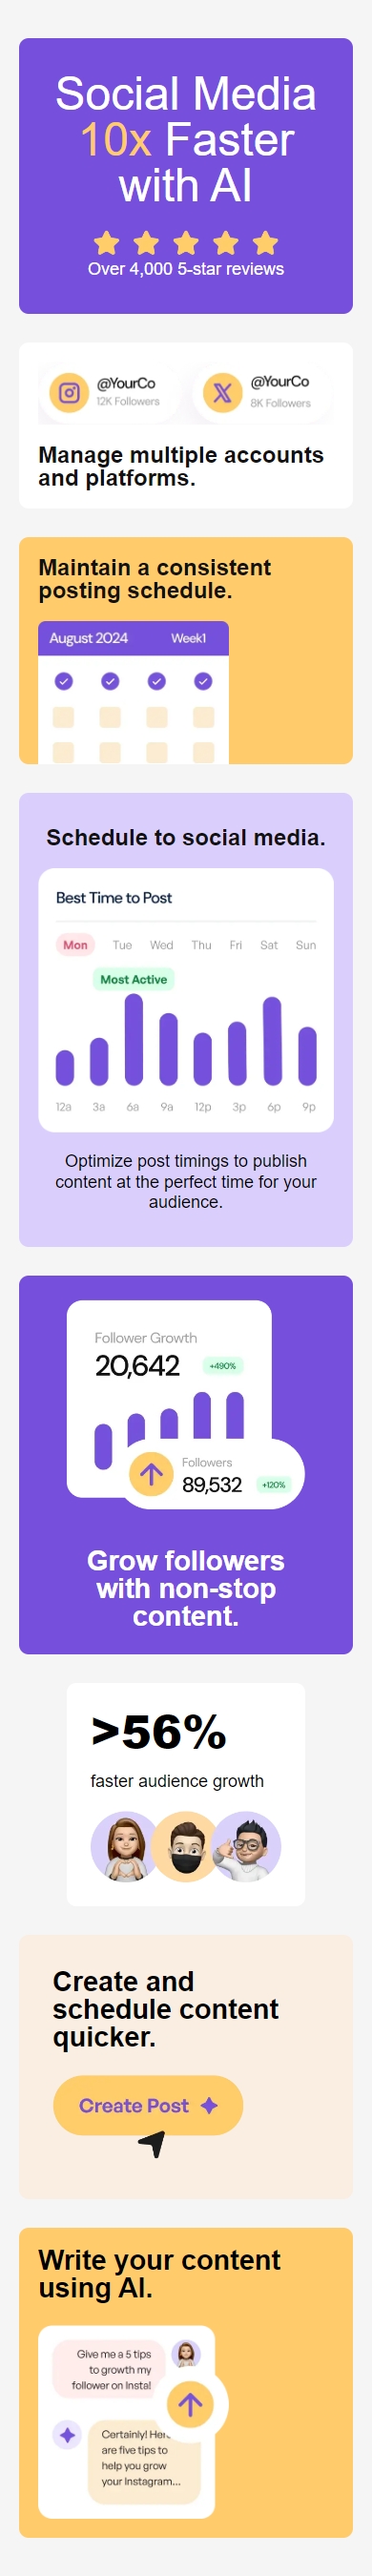 Social Media
10x Faster
with AI
Over 4,000 5-star reviews
@YourCo
12K Followers
@YourCo
8K Followers
Manage multiple accounts
and platforms.
Maintain a consistent
posting schedule.
August 2024 Week1
Schedule to social media.
Best Time to Post
Mon Tue Wed Thu Fri Sat Sun
Most Active
12a 3a 6a 9a 12p 3p 6p 9p
Optimize post timings to publish
content at the perfect time for your
audience.
Follower Growth
20,642 +490%
Followers
89,532 +120%
Grow followers
with non-stop
content.
>56%
faster audience growth
Create and
schedule content
quicker.
Create Post
Write your content
using AI.
Give me a 5 tips
to growth my
follower on Insta!
Certainly! Here
are five tips to
help you grow
your Instagram...